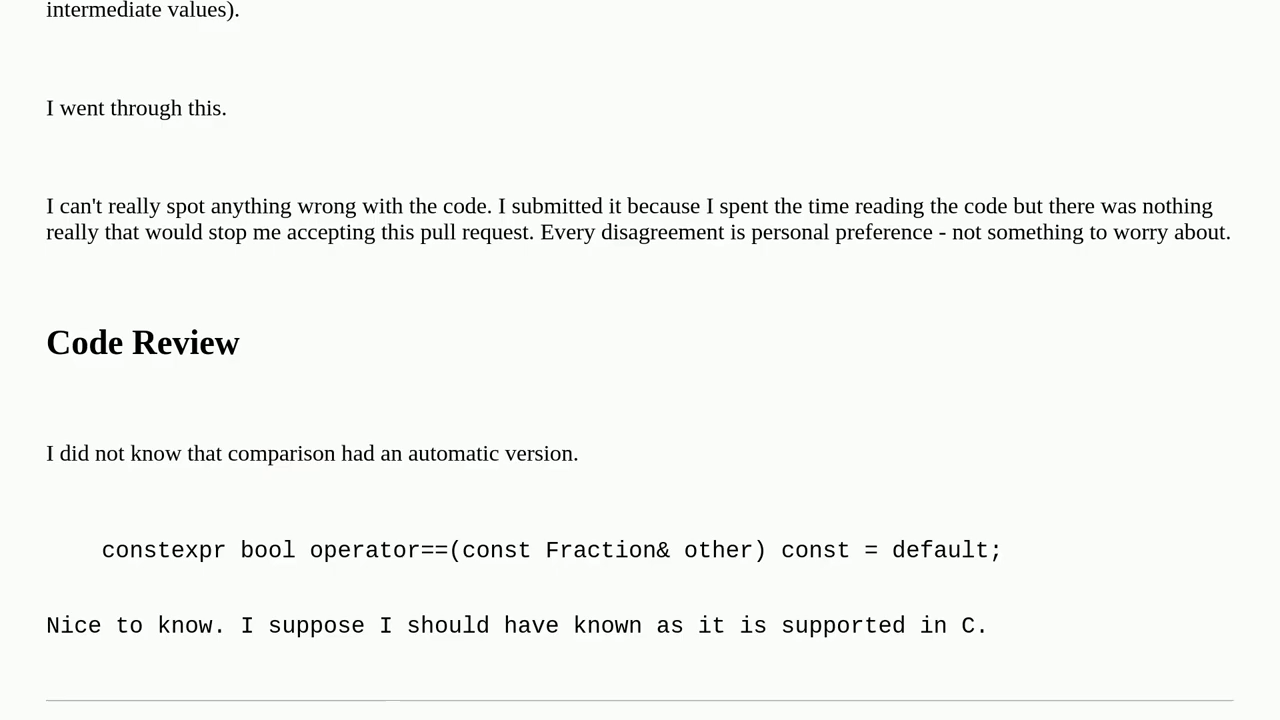 intermediate values).
I went through this.
I can't really spot anything wrong with the code. I submitted it because I spent the time reading the code but there was nothing
really that would stop me accepting this pull request. Every disagreement is personal preference - not something to worry about.
Code Review
I did not know that comparison had an automatic version.
constexpr bool operator==(const Fraction& other) const = default;
Nice to know. I suppose I should have known as it is supported in C.